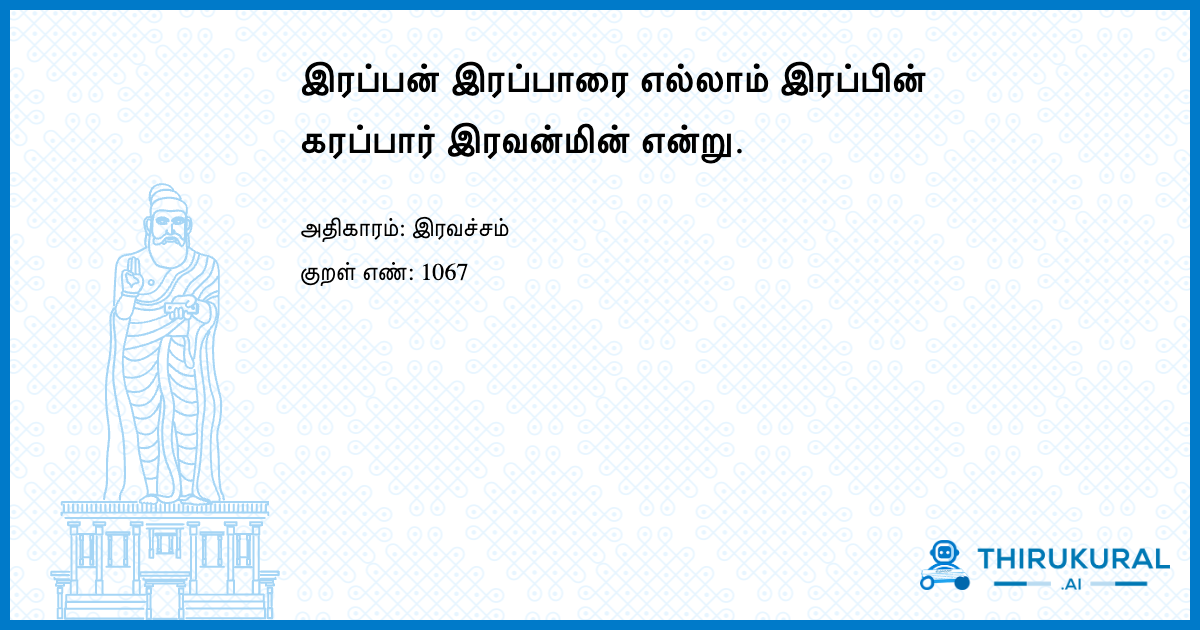 இரப்பன் இரப்பாரை எல்லாம் இரப்பின்
கரப்பார் இரவன்மின் என்று.
அதிகாரம்: இரவச்சம்
குறள் எண்: 1067
THIRUKURAL
.AI